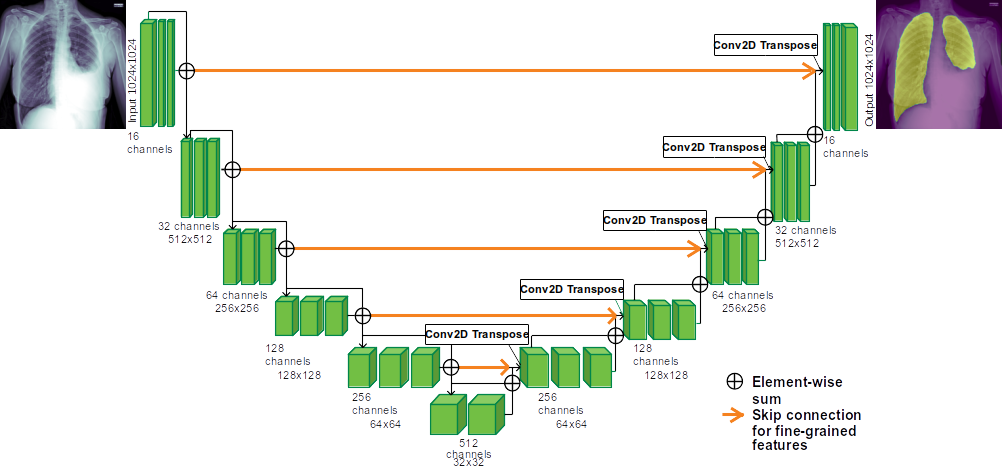 Input 1024x1024
16
channels
32 channels
512x512
64 channels
256x256
128
channels
128x128
256
channels
64x64
512
channels
32x32
Conv2D Transpose
256
channels
64x64
Conv2D Transpose
128
channels
128x128
Conv2D Transpose
64 channels
256x256
Conv2D Transpose
32 channels
512x512
Conv2D Transpose
16
channels
Output 1024x1024
Element-wise
sum
Skip connection
for fine-grained
features